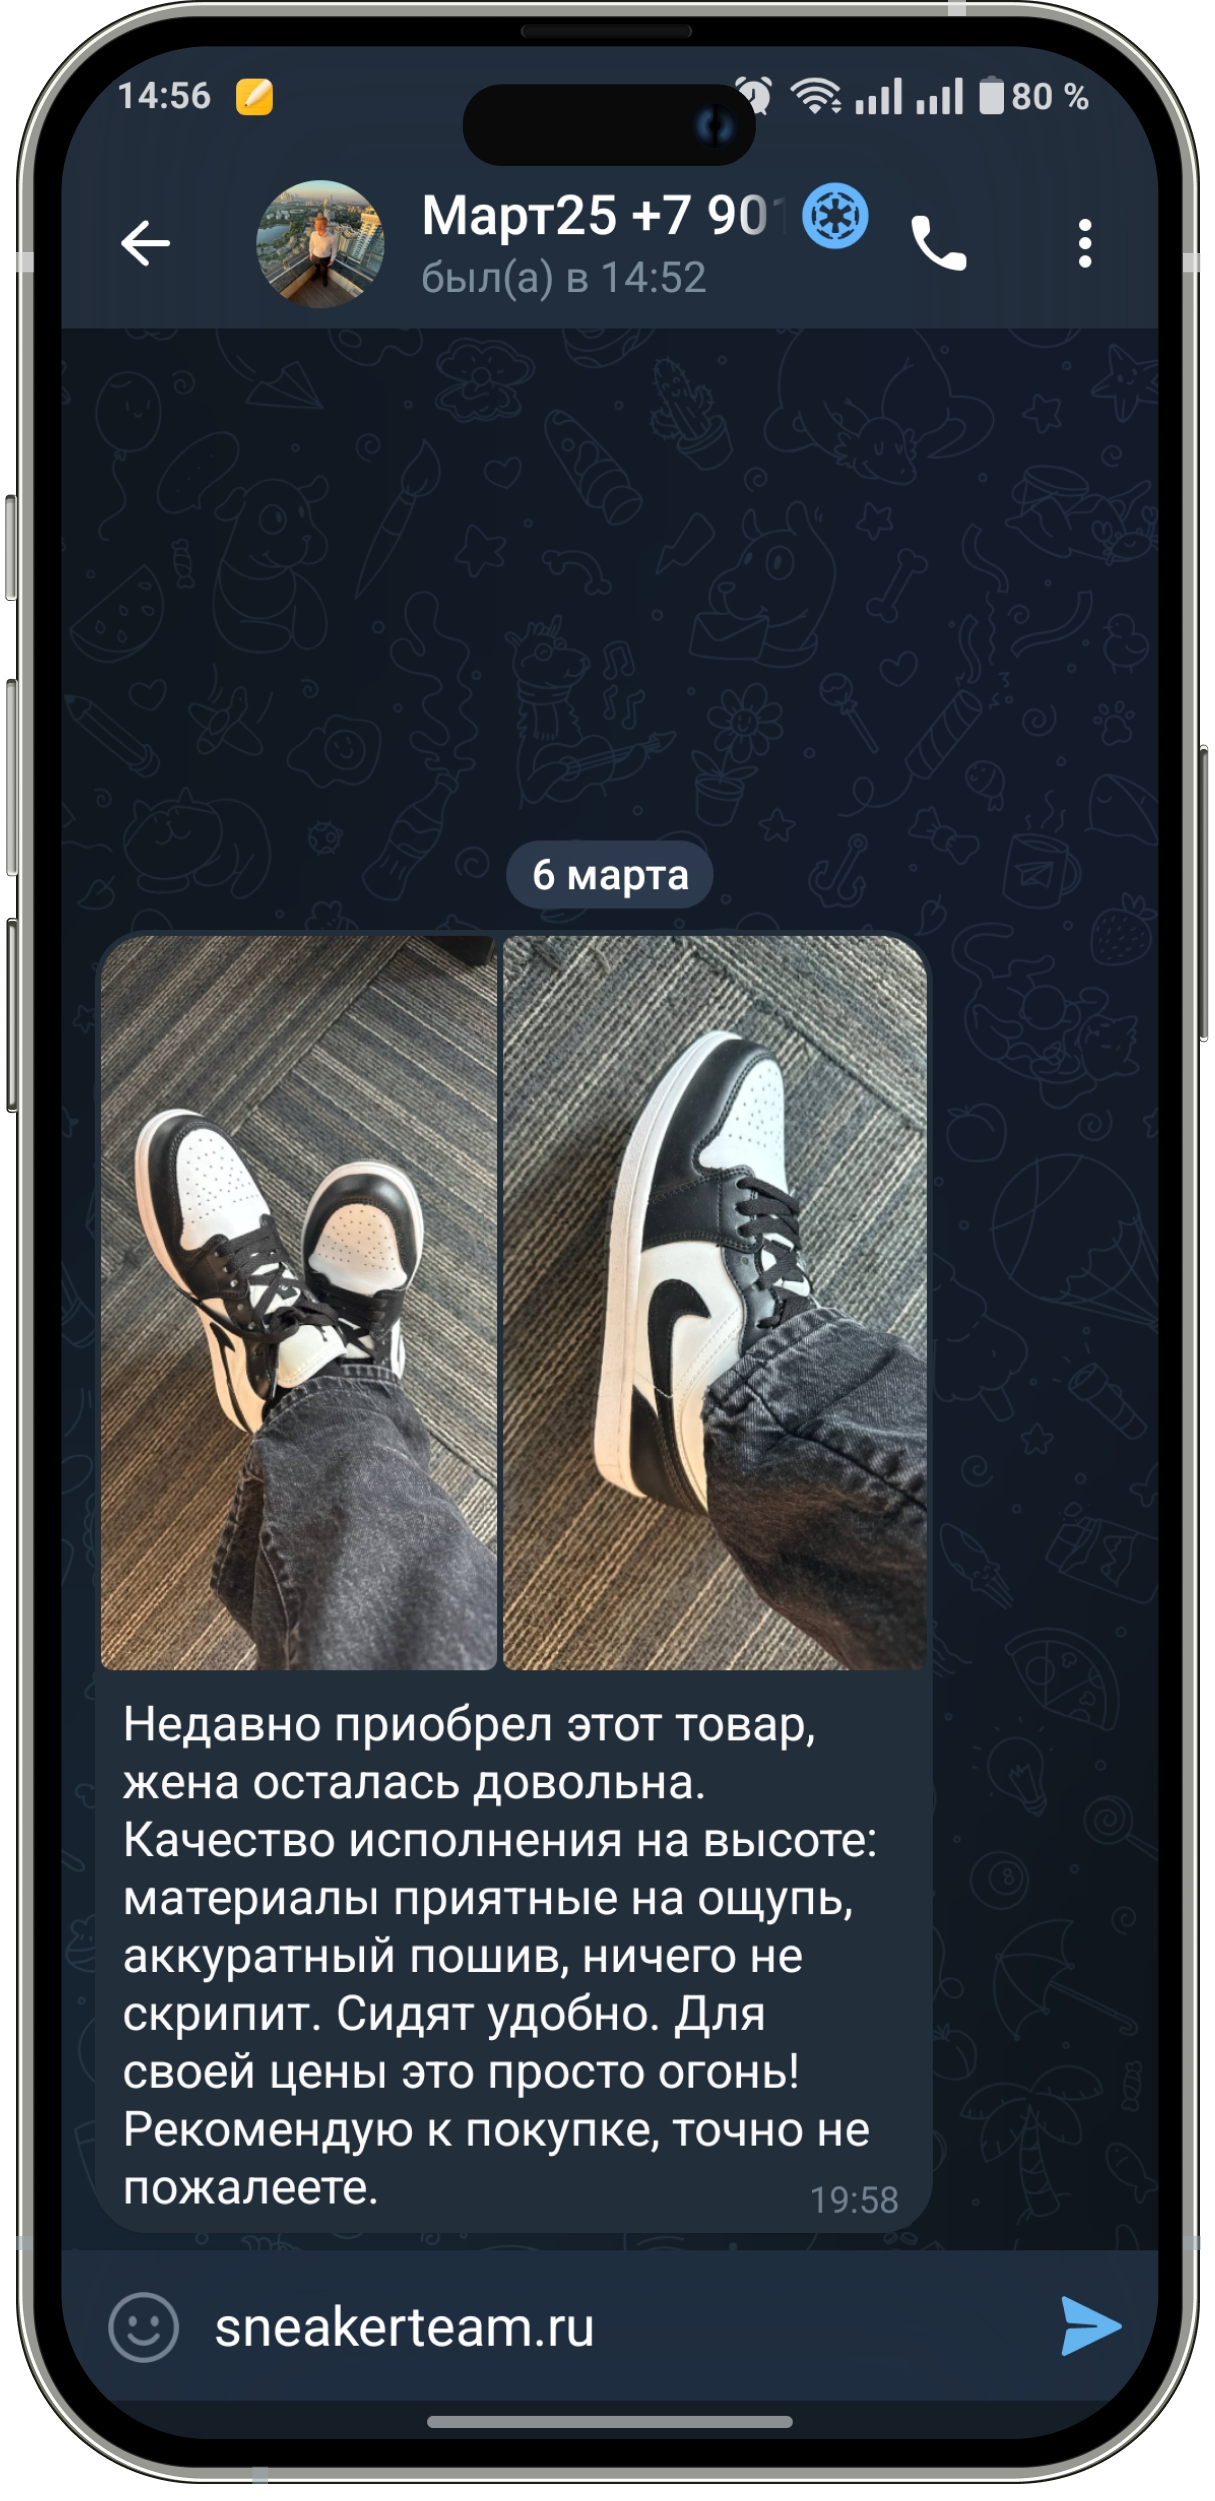 14:56
80 %
Март25 +7 901
был(а) в 14:52
6 марта
Недавно приобрел этот товар,
жена осталась довольна.
Качество исполнения на высоте:
материалы приятные на ощупь,
аккуратный пошив, ничего не
скрипит. Сидят удобно. Для
своей цены это просто огонь!
Рекомендую к покупке, точно не
пожалеете.
19:58
sneakerteam.ru